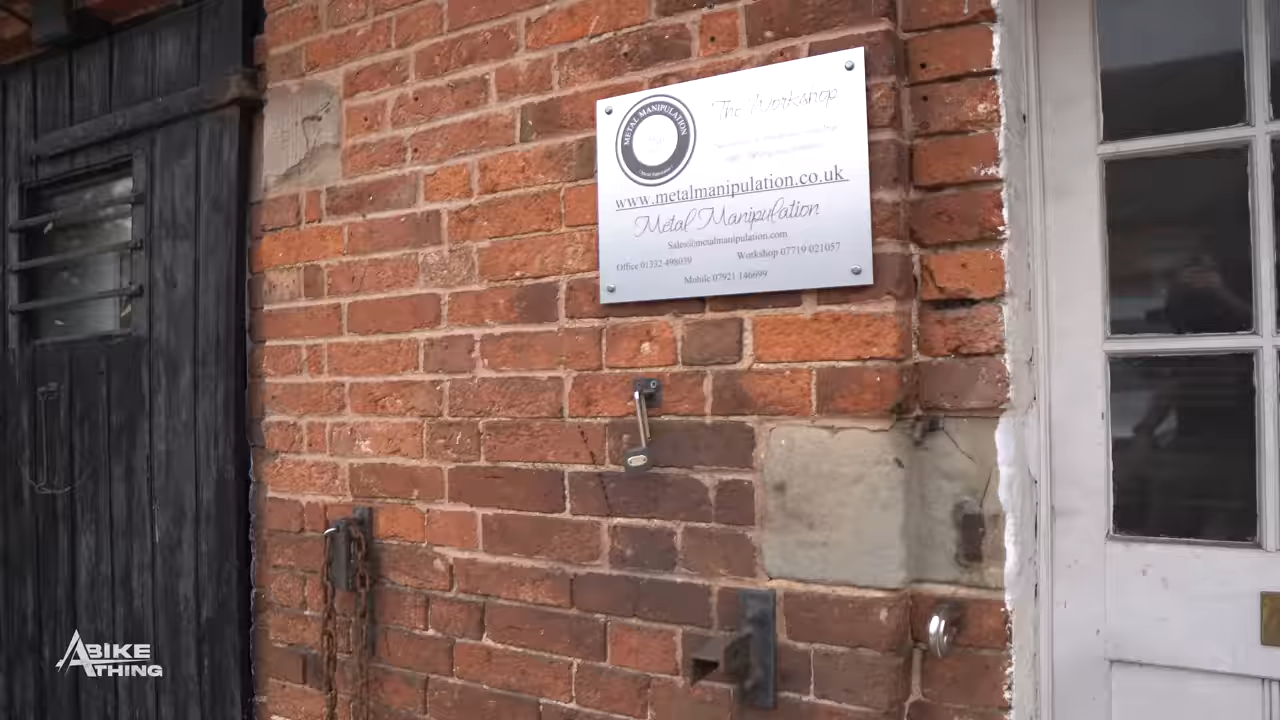 METAL MANIPULATION
The Workshop
www.metalmanipulation.co.uk
Metal Manipulation
Sales@metalmanipulation.com
Office 01332 498039
Workshop 07719 021057
Mobile 07921 146699
A BIKE
THING